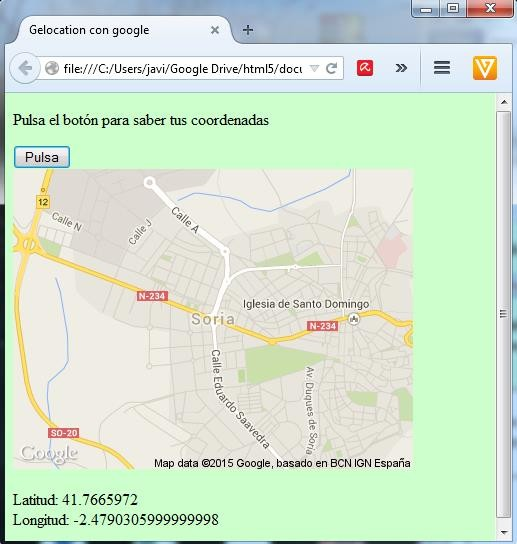 Gelocation con google
file:///C:/Users/javi/Google Drive/html5/docu
Pulsa el botón para saber tus coordenadas
Pulsa
12
Calle A
Calle N
Calle J
N-234
Iglesia de Santo Domingo
Soria
N-234
Calle Eduardo Saavedra
Av. Duques de Soria
SO-20
Google
Map data ©2015 Google, basado en BCN IGN España
Latitud: 41.7665972
Longitud: -2.4790305999999998